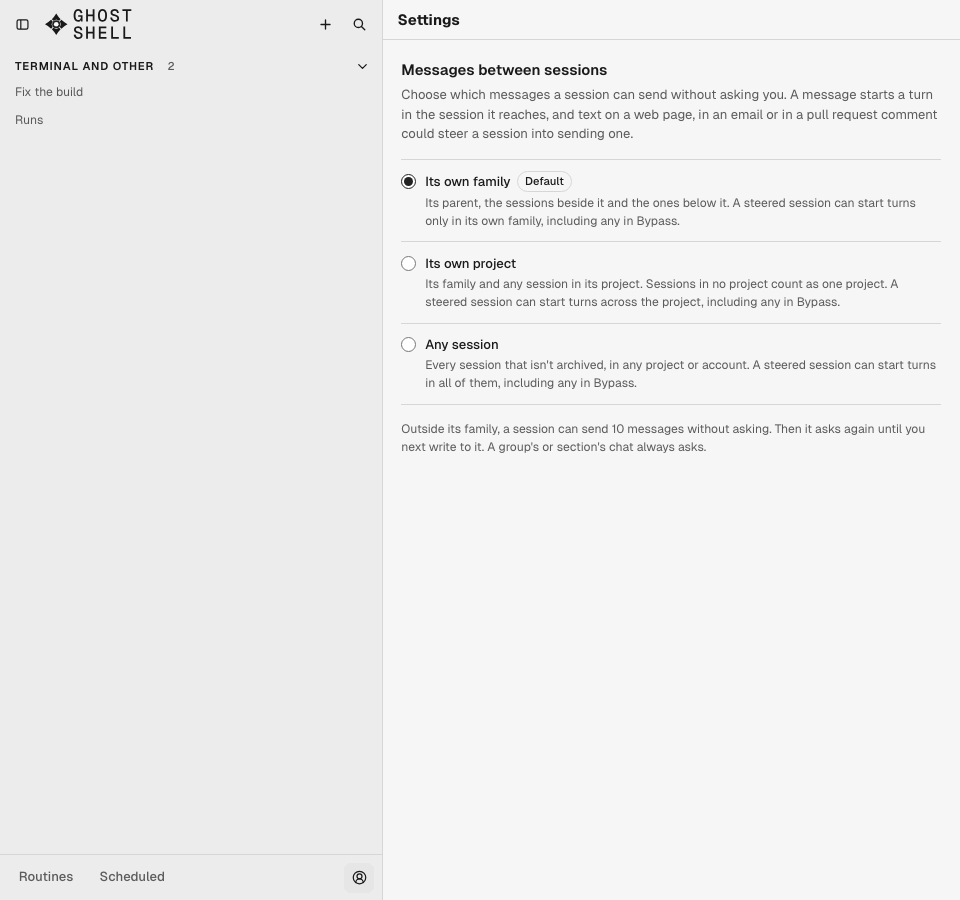 GHOST
SHELL
TERMINAL AND OTHER 2
Fix the build
Runs
Routines
Scheduled
Settings
Messages between sessions
Choose which messages a session can send without asking you. A message starts a turn
in the session it reaches, and text on a web page, in an email or in a pull request comment
could steer a session into sending one.
Its own family Default
Its parent, the sessions beside it and the ones below it. A steered session can start turns
only in its own family, including any in Bypass.
Its own project
Its family and any session in its project. Sessions in no project count as one project. A
steered session can start turns across the project, including any in Bypass.
Any session
Every session that isn't archived, in any project or account. A steered session can start turns
in all of them, including any in Bypass.
Outside its family, a session can send 10 messages without asking. Then it asks again until you
next write to it. A group's or section's chat always asks.